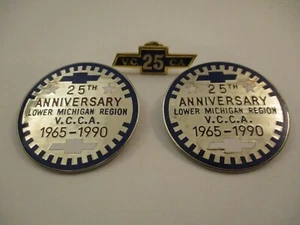 V.C. 25 C.A.
25TH
ANNIVERSARY
LOWER MICHIGAN REGION
V.C.C.A.
1965-1990
25TH
ANNIVERSARY
LOWER MICHIGAN REGION
V.C.C.A.
1965-1990